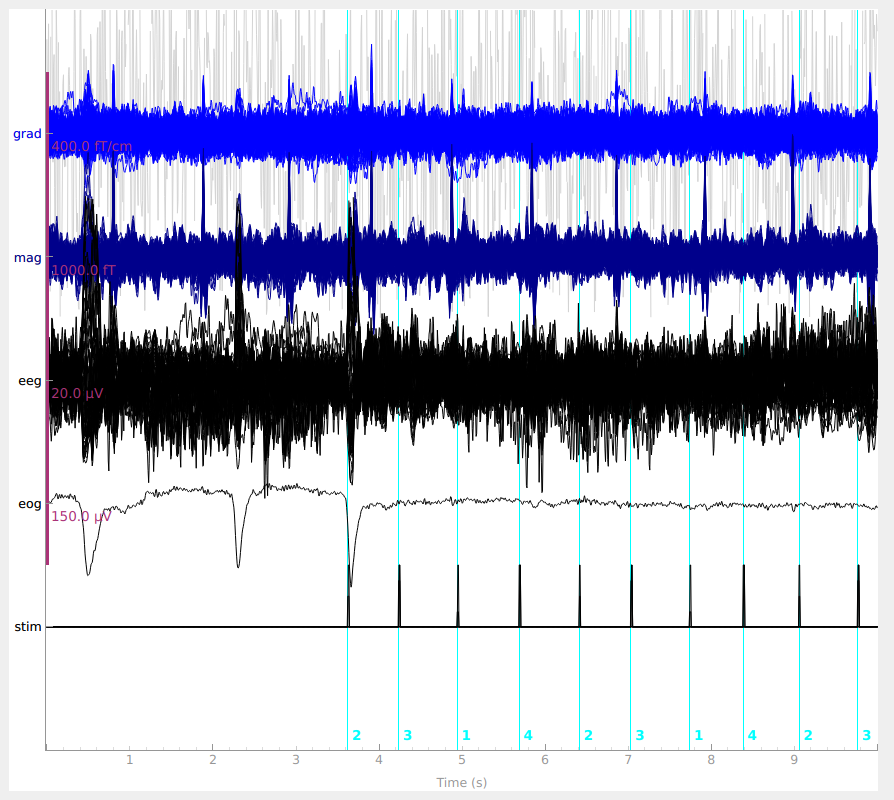 grad
400.0 fT/cm
mag
1000.0 fT
eeg
20.0 µV
eog
150.0 µV
stim
2 3 1 4 2 3 1 4 2 3
1 2 3 4 5 6 7 8 9
Time (s)